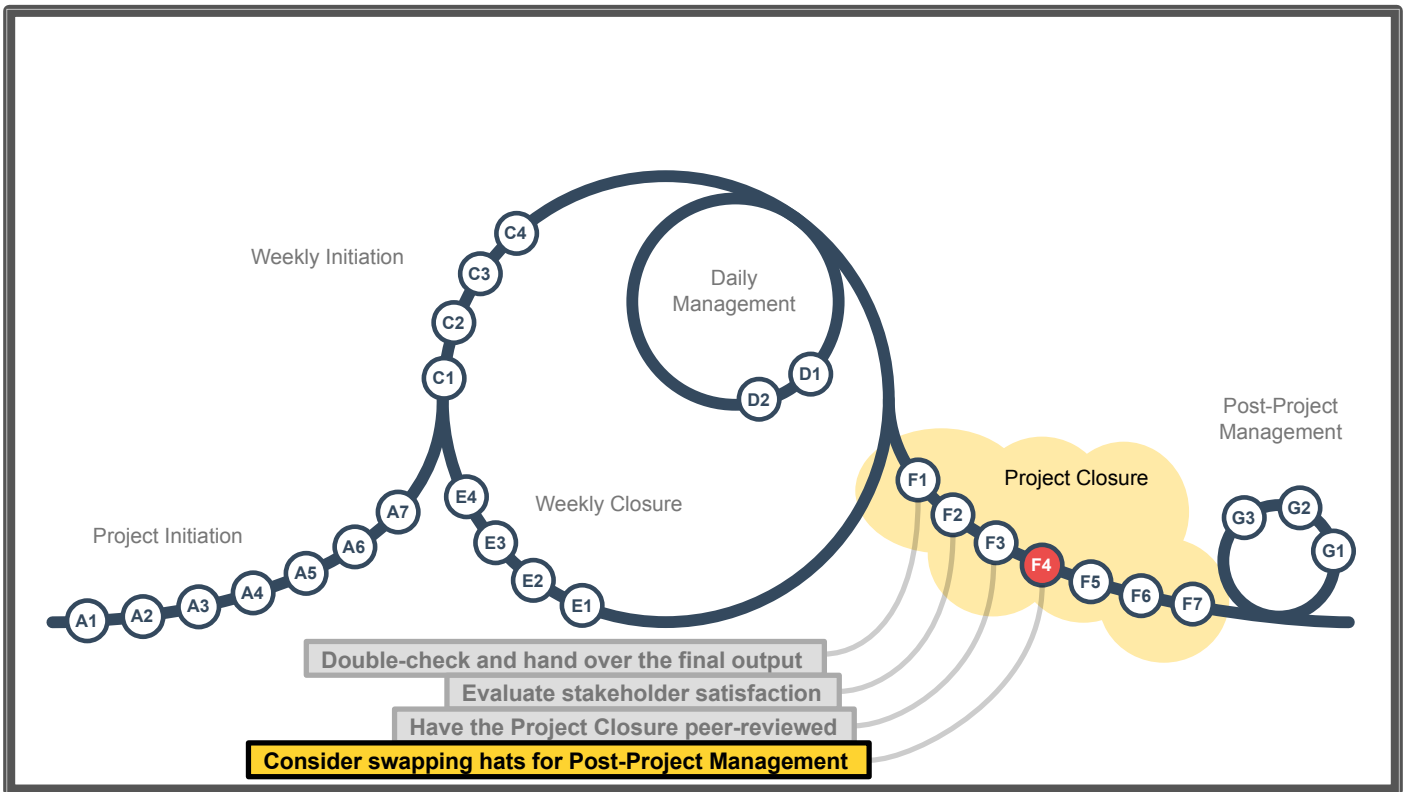 C4
Weekly Initiation
C3
C2
C1
Daily
Management
D1
D2
Post-Project
Management
Project Closure
F1
F2
F3
F4
F5
F6
F7
G3
G2
G1
Weekly Closure
E4
E3
E2
E1
Project Initiation
A7
A6
A5
A4
A3
A2
A1
Double-check and hand over the final output
Evaluate stakeholder satisfaction
Have the Project Closure peer-reviewed
Consider swapping hats for Post-Project Management